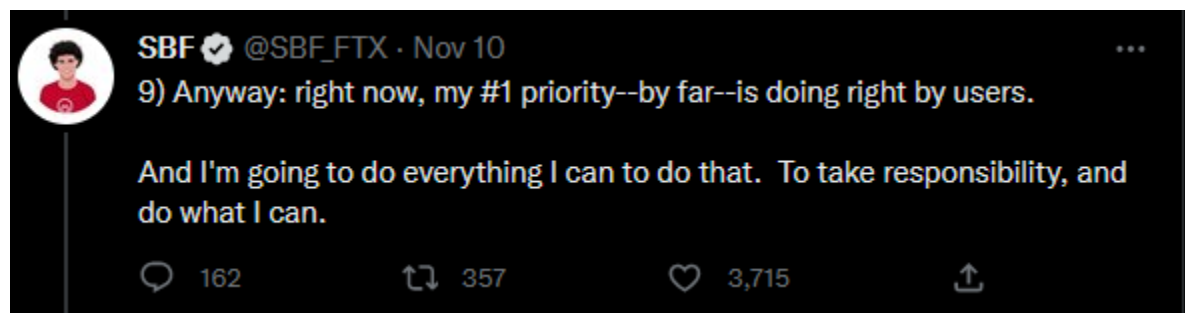 SBF @SBF_FTX · Nov 10
9) Anyway: right now, my #1 priority--by far--is doing right by users.
And I'm going to do everything I can to do that.  To take responsibility, and
do what I can.
162 357 3,715